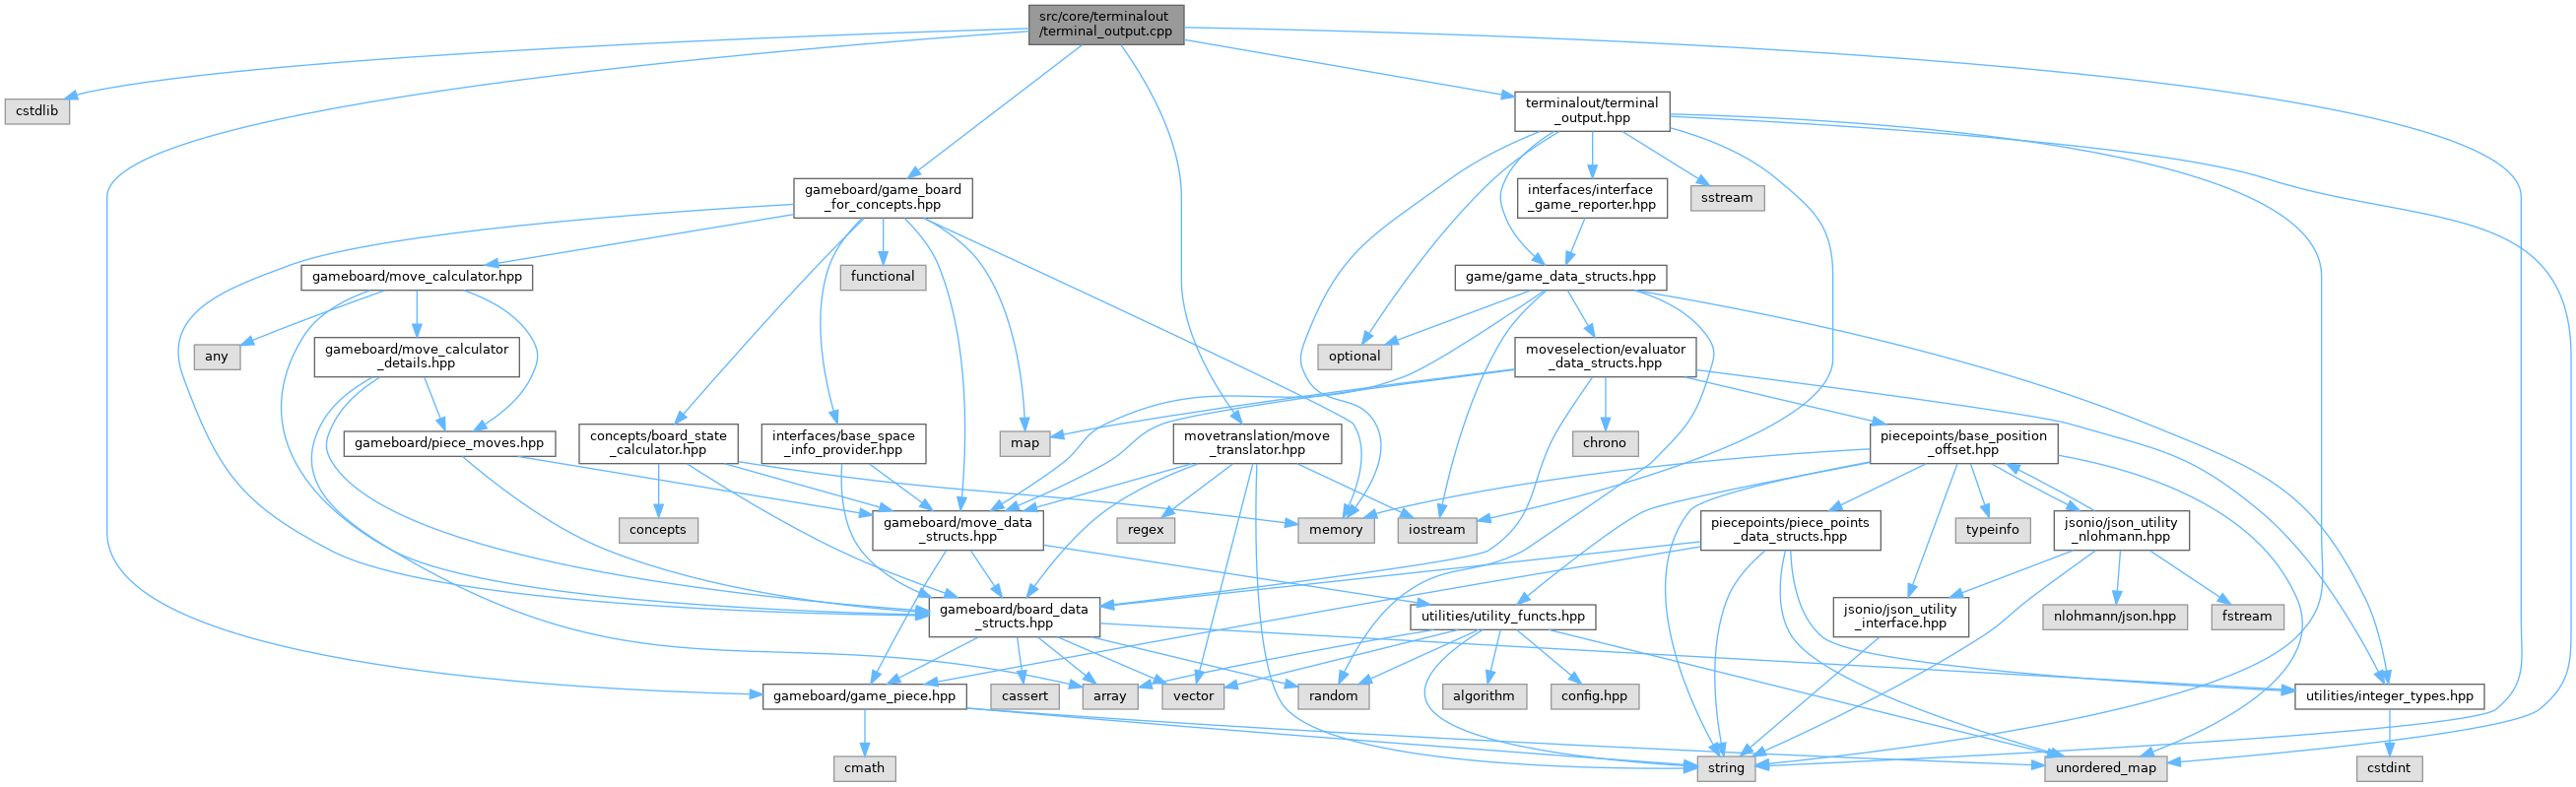 src/core/terminalout
/terminal_output.cpp
cstdlib
terminalout/terminal
_output.hpp
gameboard/game_board
_for_concepts.hpp
interfaces/interface
_game_reporter.hpp
sstream
gameboard/move_calculator.hpp
functional
game/game_data_structs.hpp
any
gameboard/move_calculator
_details.hpp
optional
moveselection/evaluator
_data_structs.hpp
gameboard/piece_moves.hpp
concepts/board_state
_calculator.hpp
interfaces/base_space
_info_provider.hpp
map
movetranslation/move
_translator.hpp
chrono
piecepoints/base_position
_offset.hpp
concepts
gameboard/move_data
_structs.hpp
regex
memory
iostream
piecepoints/piece_points
_data_structs.hpp
typeinfo
jsonio/json_utility
_nlohmann.hpp
gameboard/board_data
_structs.hpp
utilities/utility_functs.hpp
jsonio/json_utility
_interface.hpp
nlohmann/json.hpp
fstream
gameboard/game_piece.hpp
cassert
array
vector
random
algorithm
config.hpp
utilities/integer_types.hpp
cmath
string
unordered_map
cstdint